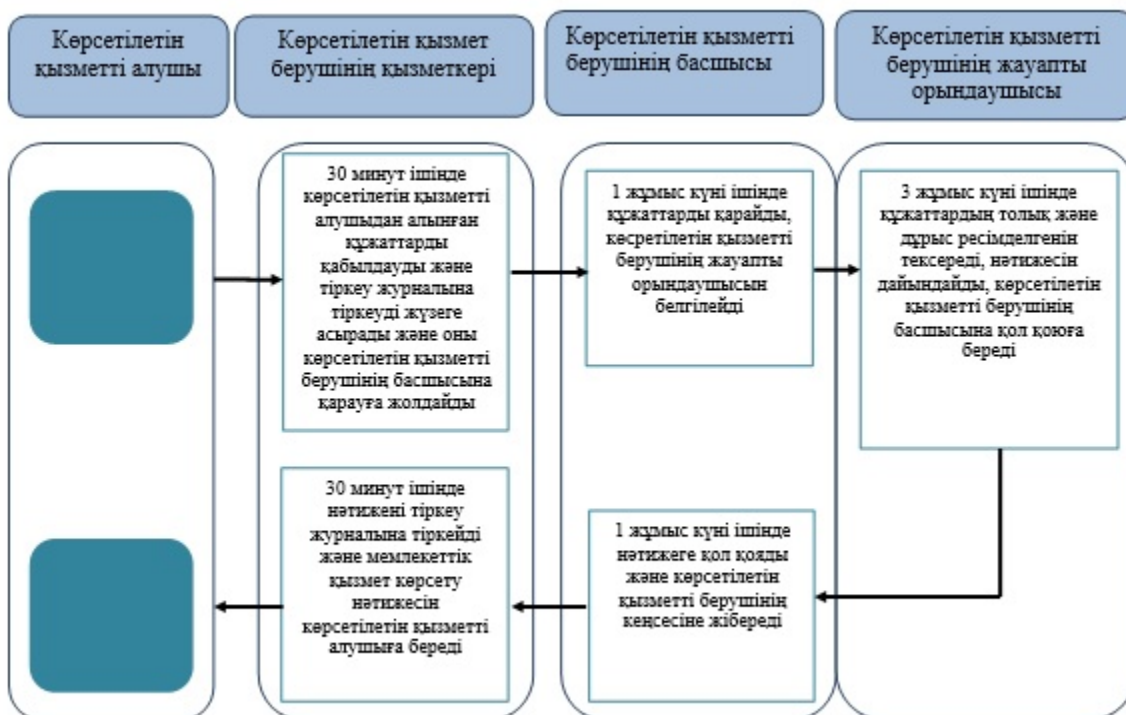 Көрсетілетін
қызметті алушы
Көрсетілетін қызмет
берушінің қызметкері
Көрсетілетін қызметті
берушінің басшысы
Көрсетілетін қызметті
берушінің жауапты
орындаушысы
30 минут ішінде
көрсетілетін қызметті
алушыдан алынған
құжаттарды
қабылдауды және
тіркеу журналына
тіркеуді жүзеге
асырады және оны
көрсетілетін қызметті
берушінің басшысына
қарауға жолдайды
1 жұмыс күні ішінде
құжаттарды қарайды,
көсретілетін қызметті
берушінің жауапты
орындаушысын
белгілейді
3 жұмыс күні ішінде
құжаттардың толық және
дұрыс ресімделгенін
тексереді, нәтижесін
дайындайды, көрсетілетін
қызметті берушінің
басшысына қол қоюға
береді
30 минут ішінде
нәтижені тіркеу
журналына тіркейді
және мемлекеттік
қызмет көрсету
нәтижесін
көрсетілетін қызметті
алушыға береді
1 жұмыс күні ішінде
нәтижеге қол қояды
және көрсетілетін
қызметті берушінің
кеңсесіне жібереді